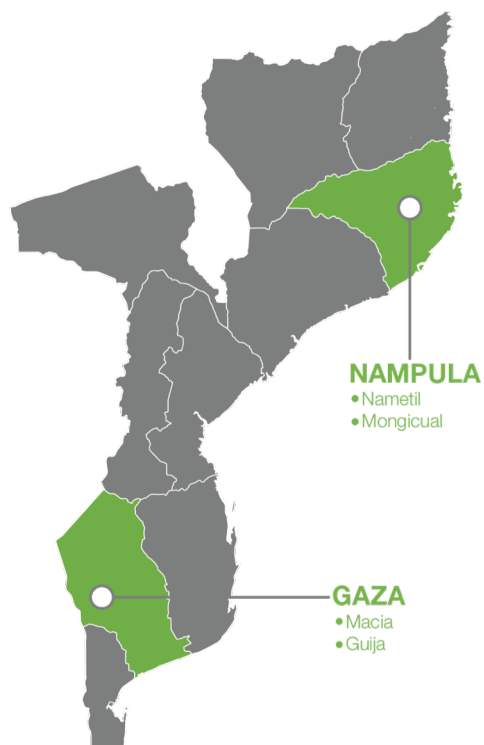 NAMPULA
• Nametil
• Mongicual
GAZA
• Macia
• Guija